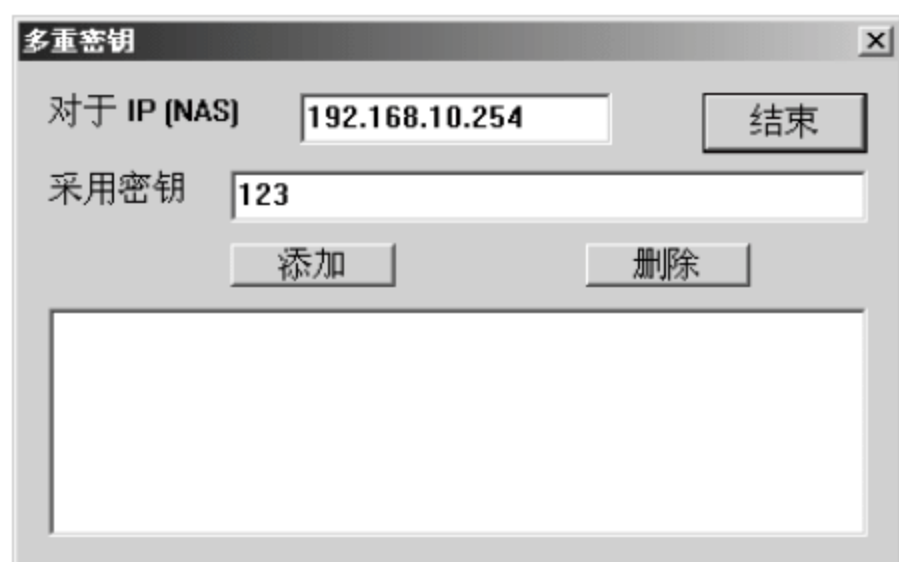 多重密钥
对于 IP (NAS) 192.168.10.254 结束
采用密钥 123
添加 删除